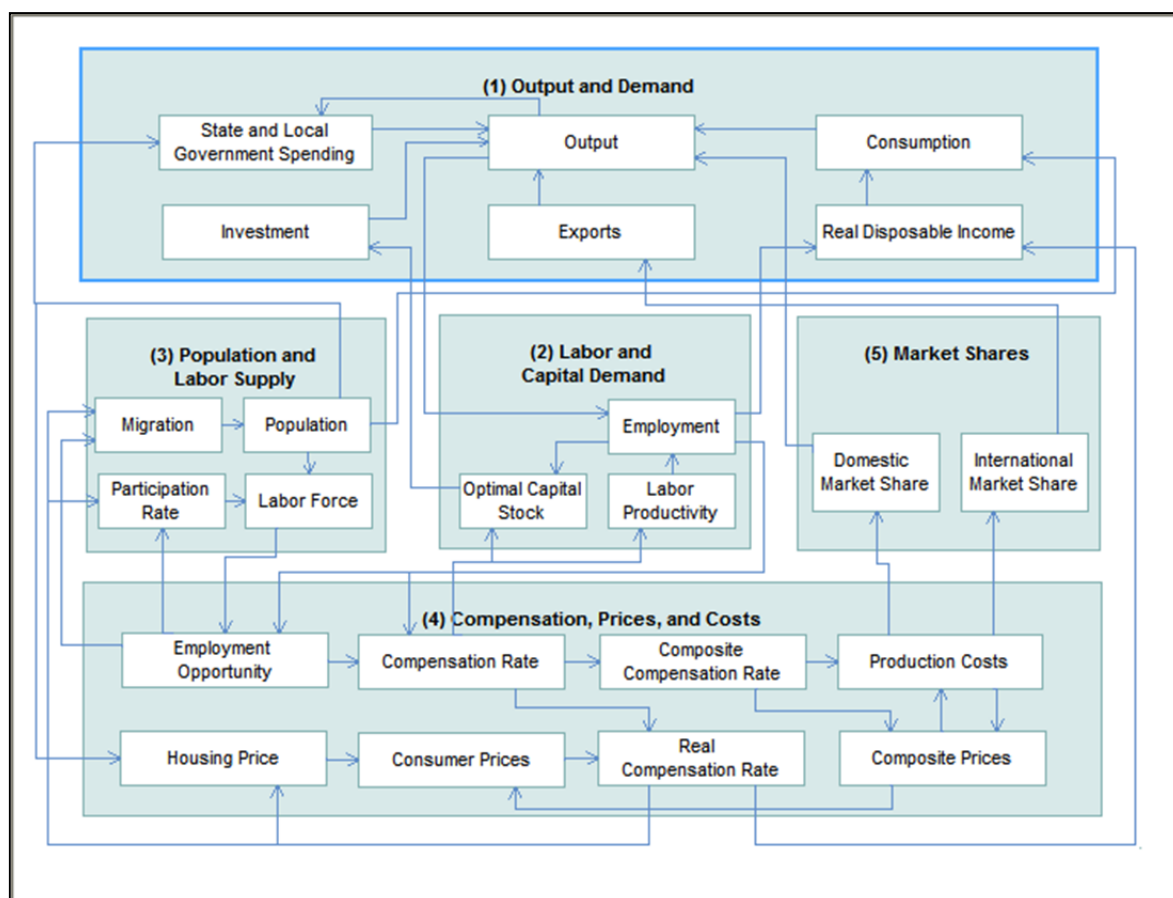 (1) Output and Demand
State and Local
Government Spending
Output
Consumption
Investment
Exports
Real Disposable Income
(3) Population and
Labor Supply
Migration
Population
Participation
Rate
Labor Force
(2) Labor and
Capital Demand
Employment
Optimal Capital
Stock
Labor
Productivity
(5) Market Shares
Domestic
Market Share
International
Market Share
(4) Compensation, Prices, and Costs
Employment
Opportunity
Compensation Rate
Composite
Compensation Rate
Production Costs
Housing Price
Consumer Prices
Real
Compensation Rate
Composite Prices